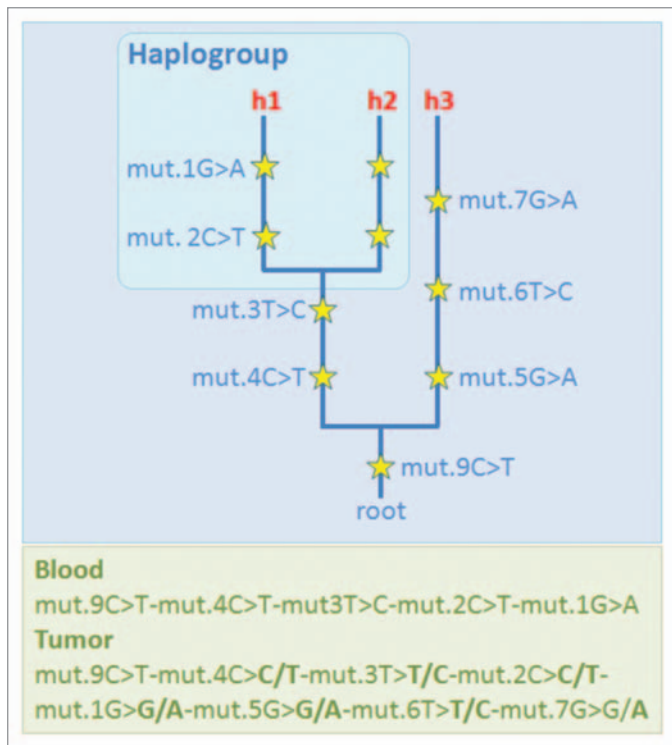 Haplogroup
h1 h2 h3
mut.1G>A
mut.7G>A
mut. 2C>T
mut.6T>C
mut.3T>C
mut.4C>T
mut.5G>A
mut.9C>T
root
Blood
mut.9C>T-mut.4C>T-mut3T>C-mut.2C>T-mut.1G>A
Tumor
mut.9C>T-mut.4C>C/T-mut.3T>T/C-mut.2C>C/T-
mut.1G>G/A-mut.5G>G/A-mut.6T>T/C-mut.7G>G/A